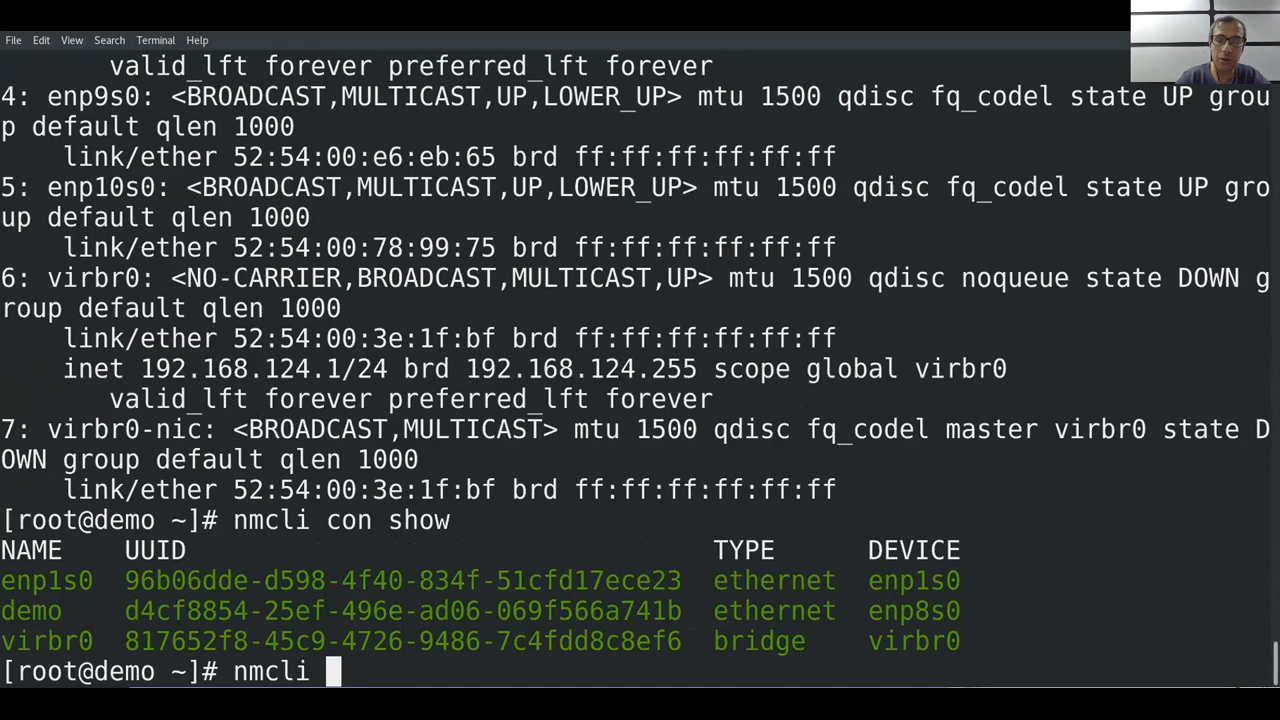 File Edit View Search Terminal Help
valid_lft forever preferred_lft forever
4: enp9s0: <BROADCAST,MULTICAST,UP,LOWER_UP> mtu 1500 qdisc fq_codel state UP grou
p default qlen 1000
link/ether 52:54:00:e6:eb:65 brd ff:ff:ff:ff:ff:ff
5: enp10s0: <BROADCAST,MULTICAST,UP,LOWER_UP> mtu 1500 qdisc fq_codel state UP gro
up default qlen 1000
link/ether 52:54:00:78:99:75 brd ff:ff:ff:ff:ff:ff
6: virbr0: <NO-CARRIER,BROADCAST,MULTICAST,UP> mtu 1500 qdisc noqueue state DOWN g
roup default qlen 1000
link/ether 52:54:00:3e:1f:bf brd ff:ff:ff:ff:ff:ff
inet 192.168.124.1/24 brd 192.168.124.255 scope global virbr0
valid_lft forever preferred_lft forever
7: virbr0-nic: <BROADCAST,MULTICAST> mtu 1500 qdisc fq_codel master virbr0 state D
OWN group default qlen 1000
link/ether 52:54:00:3e:1f:bf brd ff:ff:ff:ff:ff:ff
[root@demo ~]# nmcli con show
NAME UUID TYPE DEVICE
enp1s0 96b06dde-d598-4f40-834f-51cfd17ece23 ethernet enp1s0
demo d4cf8854-25ef-496e-ad06-069f566a741b ethernet enp8s0
virbr0 817652f8-45c9-4726-9486-7c4fdd8c8ef6 bridge virbr0
[root@demo ~]# nmcli